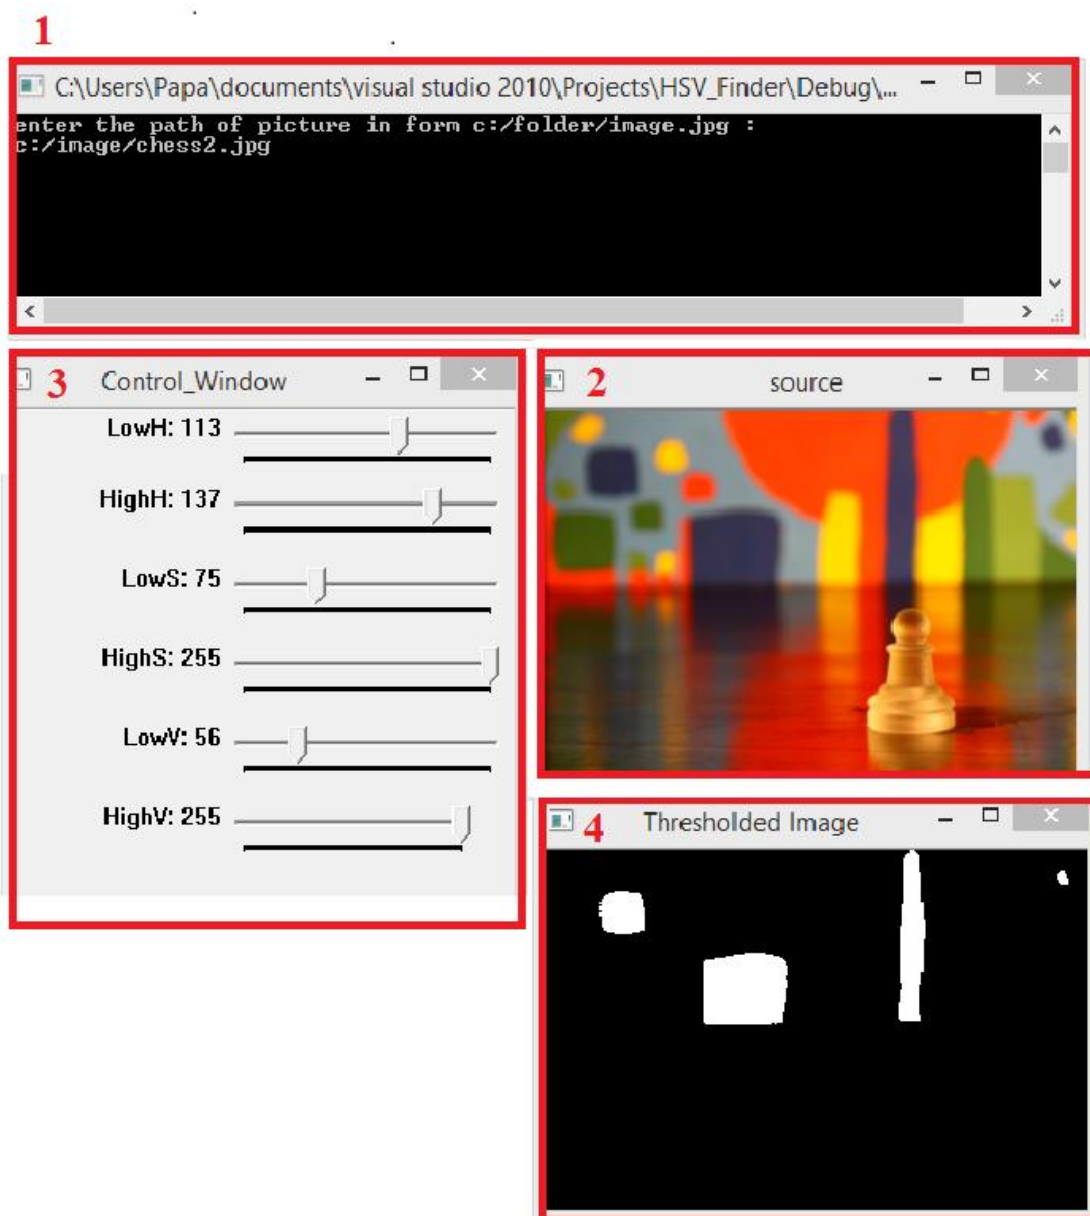 1
C:\Users\Papa\documents\visual studio 2010\Projects\HSV_Finder\Debug\...
enter the path of picture in form c:/folder/image.jpg :
c:/image/chess2.jpg
3
Control_Window
LowH: 113
HighH: 137
LowS: 75
HighS: 255
LowV: 56
HighV: 255
2
source
4
Thresholded Image